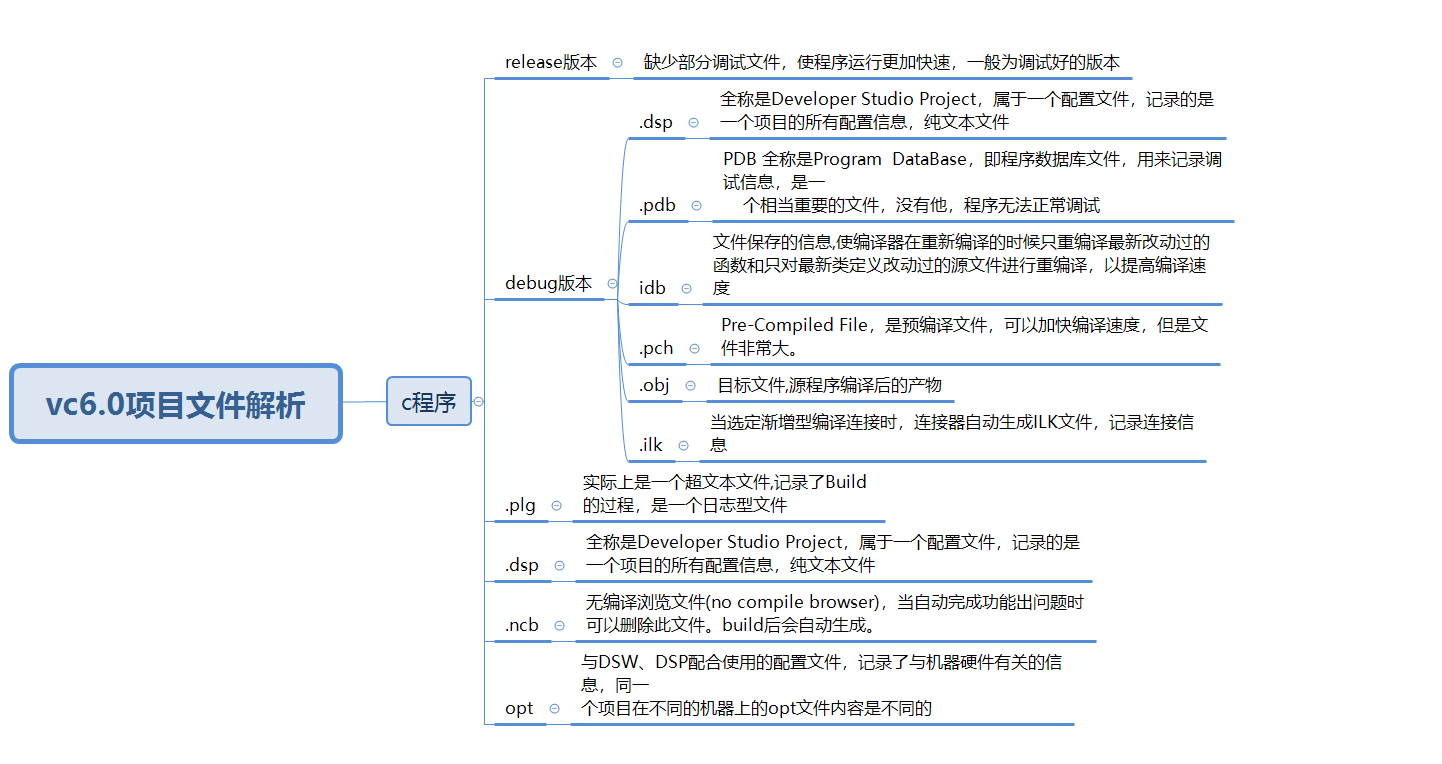 release版本
缺少部分调试文件，使程序运行更加快速，一般为调试好的版本
.dsp
全称是Developer Studio Project，属于一个配置文件，记录的是
一个项目的所有配置信息，纯文本文件
.pdb
PDB 全称是Program  DataBase，即程序数据库文件，用来记录调
试信息，是一
个相当重要的文件，没有他，程序无法正常调试
debug版本
idb
文件保存的信息,使编译器在重新编译的时候只重编译最新改动过的
函数和只对最新类定义改动过的源文件进行重编译，以提高编译速
度
.pch
Pre-Compiled File，是预编译文件，可以加快编译速度，但是文
件非常大。
.obj
目标文件,源程序编译后的产物
.ilk
当选定渐增型编译连接时，连接器自动生成ILK文件，记录连接信
息
vc6.0项目文件解析
c程序
.plg
实际上是一个超文本文件,记录了Build
的过程，是一个日志型文件
.dsp
全称是Developer Studio Project，属于一个配置文件，记录的是
一个项目的所有配置信息，纯文本文件
.ncb
无编译浏览文件(no compile browser)，当自动完成功能出问题时
可以删除此文件。build后会自动生成。
opt
与DSW、DSP配合使用的配置文件，记录了与机器硬件有关的信
息，同一
个项目在不同的机器上的opt文件内容是不同的